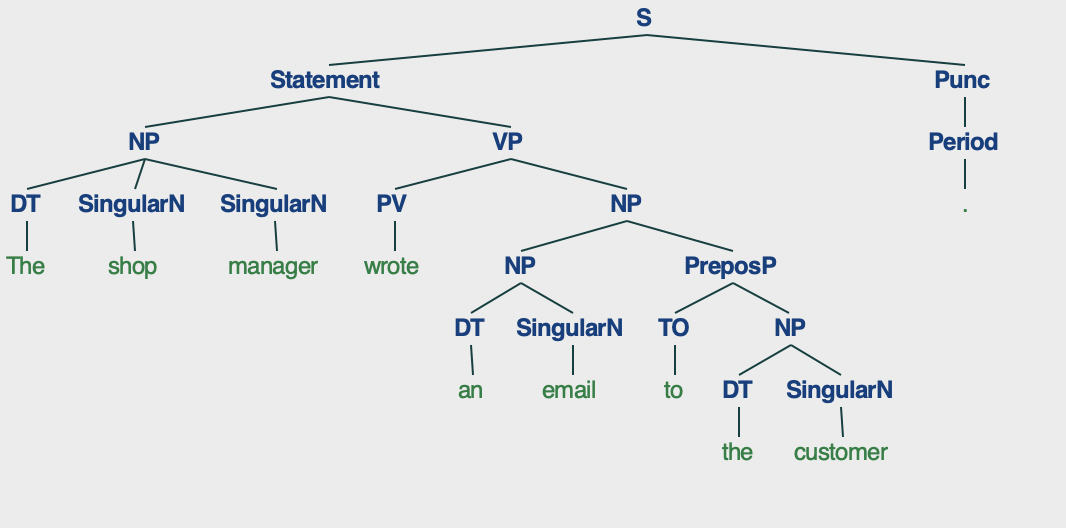 S
Statement Punc
NP VP Period
DT SingularN SingularN PV NP .
The shop manager wrote NP PreposP
DT SingularN TO NP
an email to DT SingularN
the customer